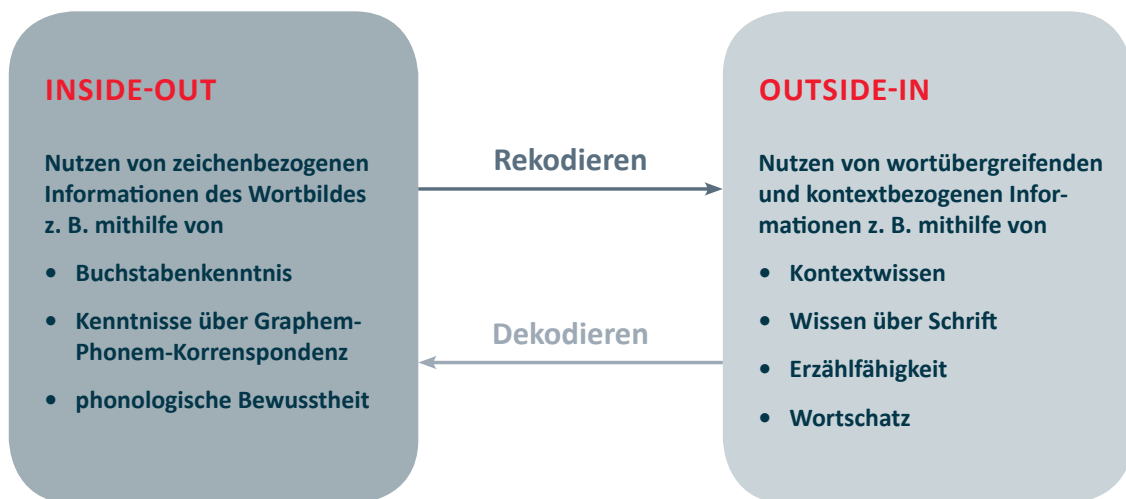 INSIDE-OUT
Nutzen von zeichenbezogenen
Informationen des Wortbildes
z. B. mithilfe von
• Buchstabenkenntnis
• Kenntnisse über Graphem-
Phonem-Korrenspondenz
• phonologische Bewusstheit
Rekodieren
Dekodieren
OUTSIDE-IN
Nutzen von wortübergreifenden
und kontextbezogenen Infor-
mationen z. B. mithilfe von
• Kontextwissen
• Wissen über Schrift
• Erzählfähigkeit
• Wortschatz